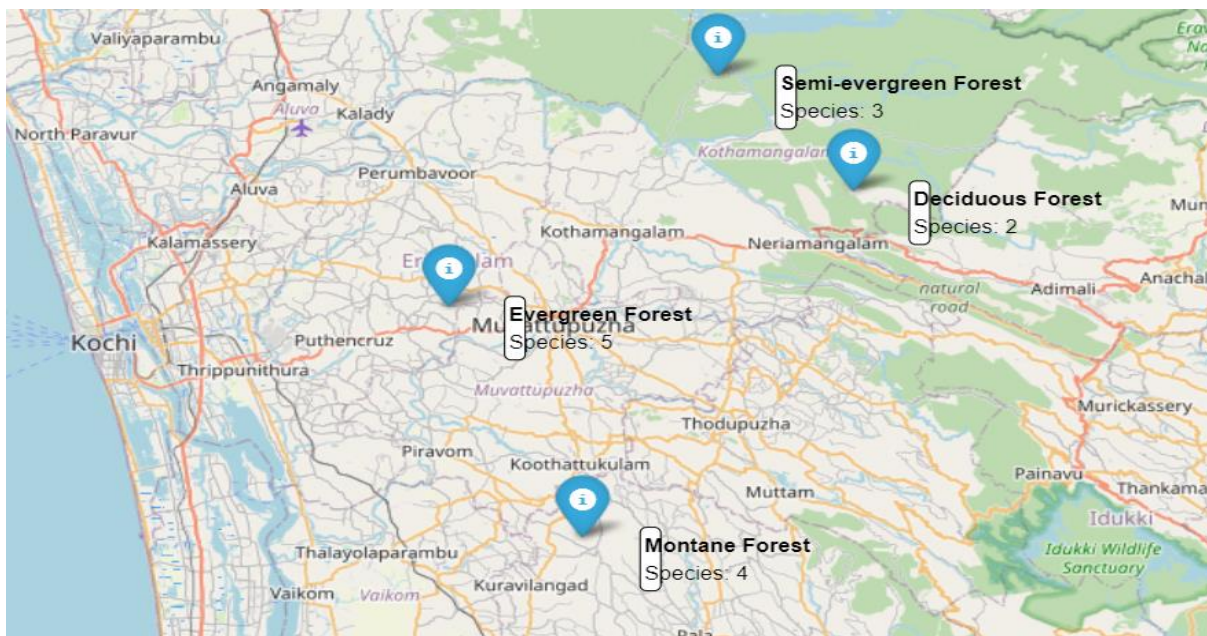 Valiyaparambu
Angamaly
Aluva
Kalady
North Paravur
Perumbavoor
Aluva
Kalamassery
Kothamangalam
Semi-evergreen Forest
Species: 3
Kothamangalam
Deciduous Forest
Species: 2
Neriamangalam
natural
road
Adimali
Anachal
Evergreen Forest
Species: 5
Muvattupuzha
Puthencruz
Kochi
Thrippunithura
Muvattupuzha
Thodupuzha
Murickassery
Piravom
Koothattukulam
Muttam
Painavu
Thankama
Idukki
Idukki Wildlife
Sanctuary
Montane Forest
Species: 4
Thalayolaparambu
Kuravilangad
Vaikom
Vaikom
Pala